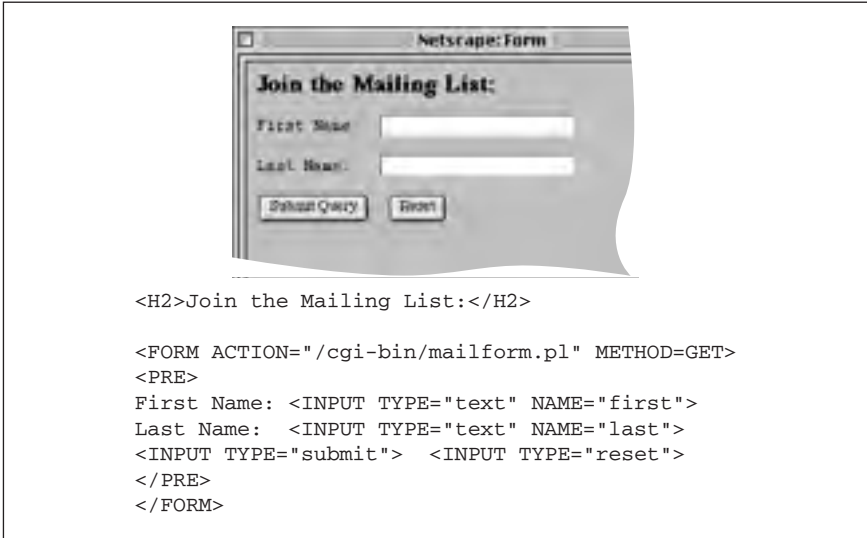 Netscape: Form
Join the Mailing List:
First Name
Last Name:
Submit Query Reset
<H2>Join the Mailing List:</H2>
<FORM ACTION="/cgi-bin/mailform.pl" METHOD=GET>
<PRE>
First Name: <INPUT TYPE="text" NAME="first">
Last Name:  <INPUT TYPE="text" NAME="last">
<INPUT TYPE="submit">  <INPUT TYPE="reset">
</PRE>
</FORM>